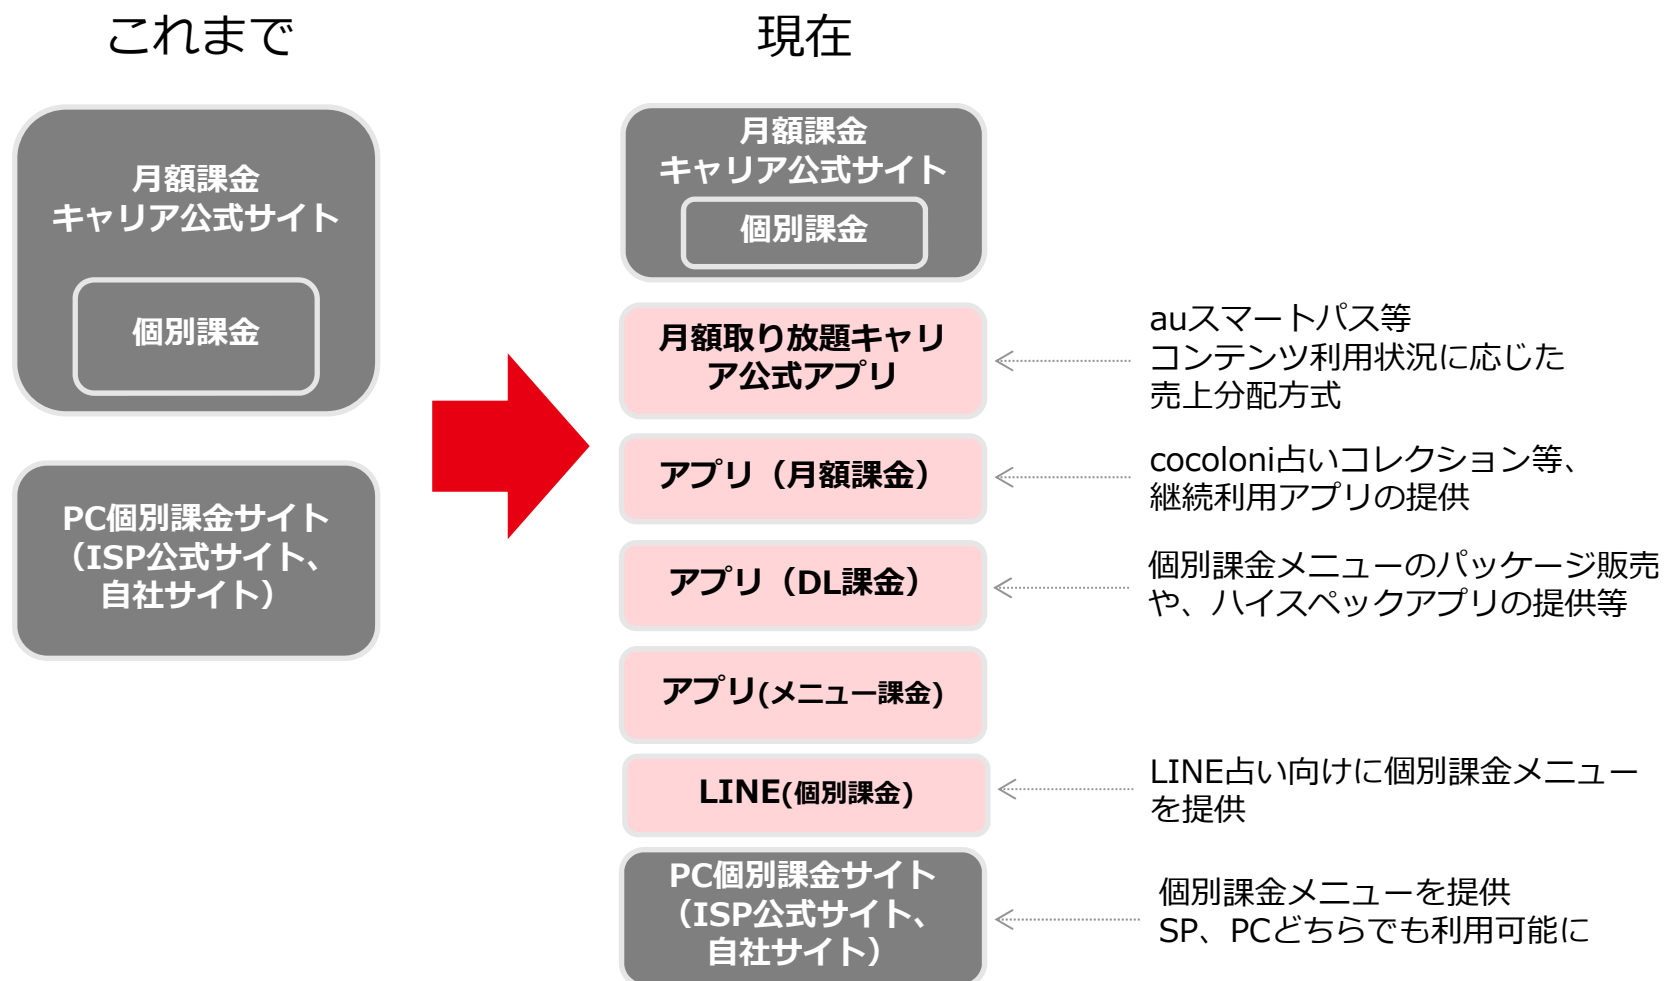 これまで
現在
月額課金
キャリア公式サイト
個別課金
PC個別課金サイト
（ISP公式サイト、
自社サイト）
月額課金
キャリア公式サイト
個別課金
月額取り放題キャリ
ア公式アプリ
auスマートパス等
コンテンツ利用状況に応じた
売上分配方式
アプリ（月額課金）
cocoloni占いコレクション等、
継続利用アプリの提供
アプリ（DL課金）
個別課金メニューのパッケージ販売
や、ハイスペックアプリの提供等
アプリ(メニュー課金)
LINE(個別課金)
LINE占い向けに個別課金メニュー
を提供
PC個別課金サイト
（ISP公式サイト、
自社サイト）
個別課金メニューを提供
SP、PCどちらでも利用可能に